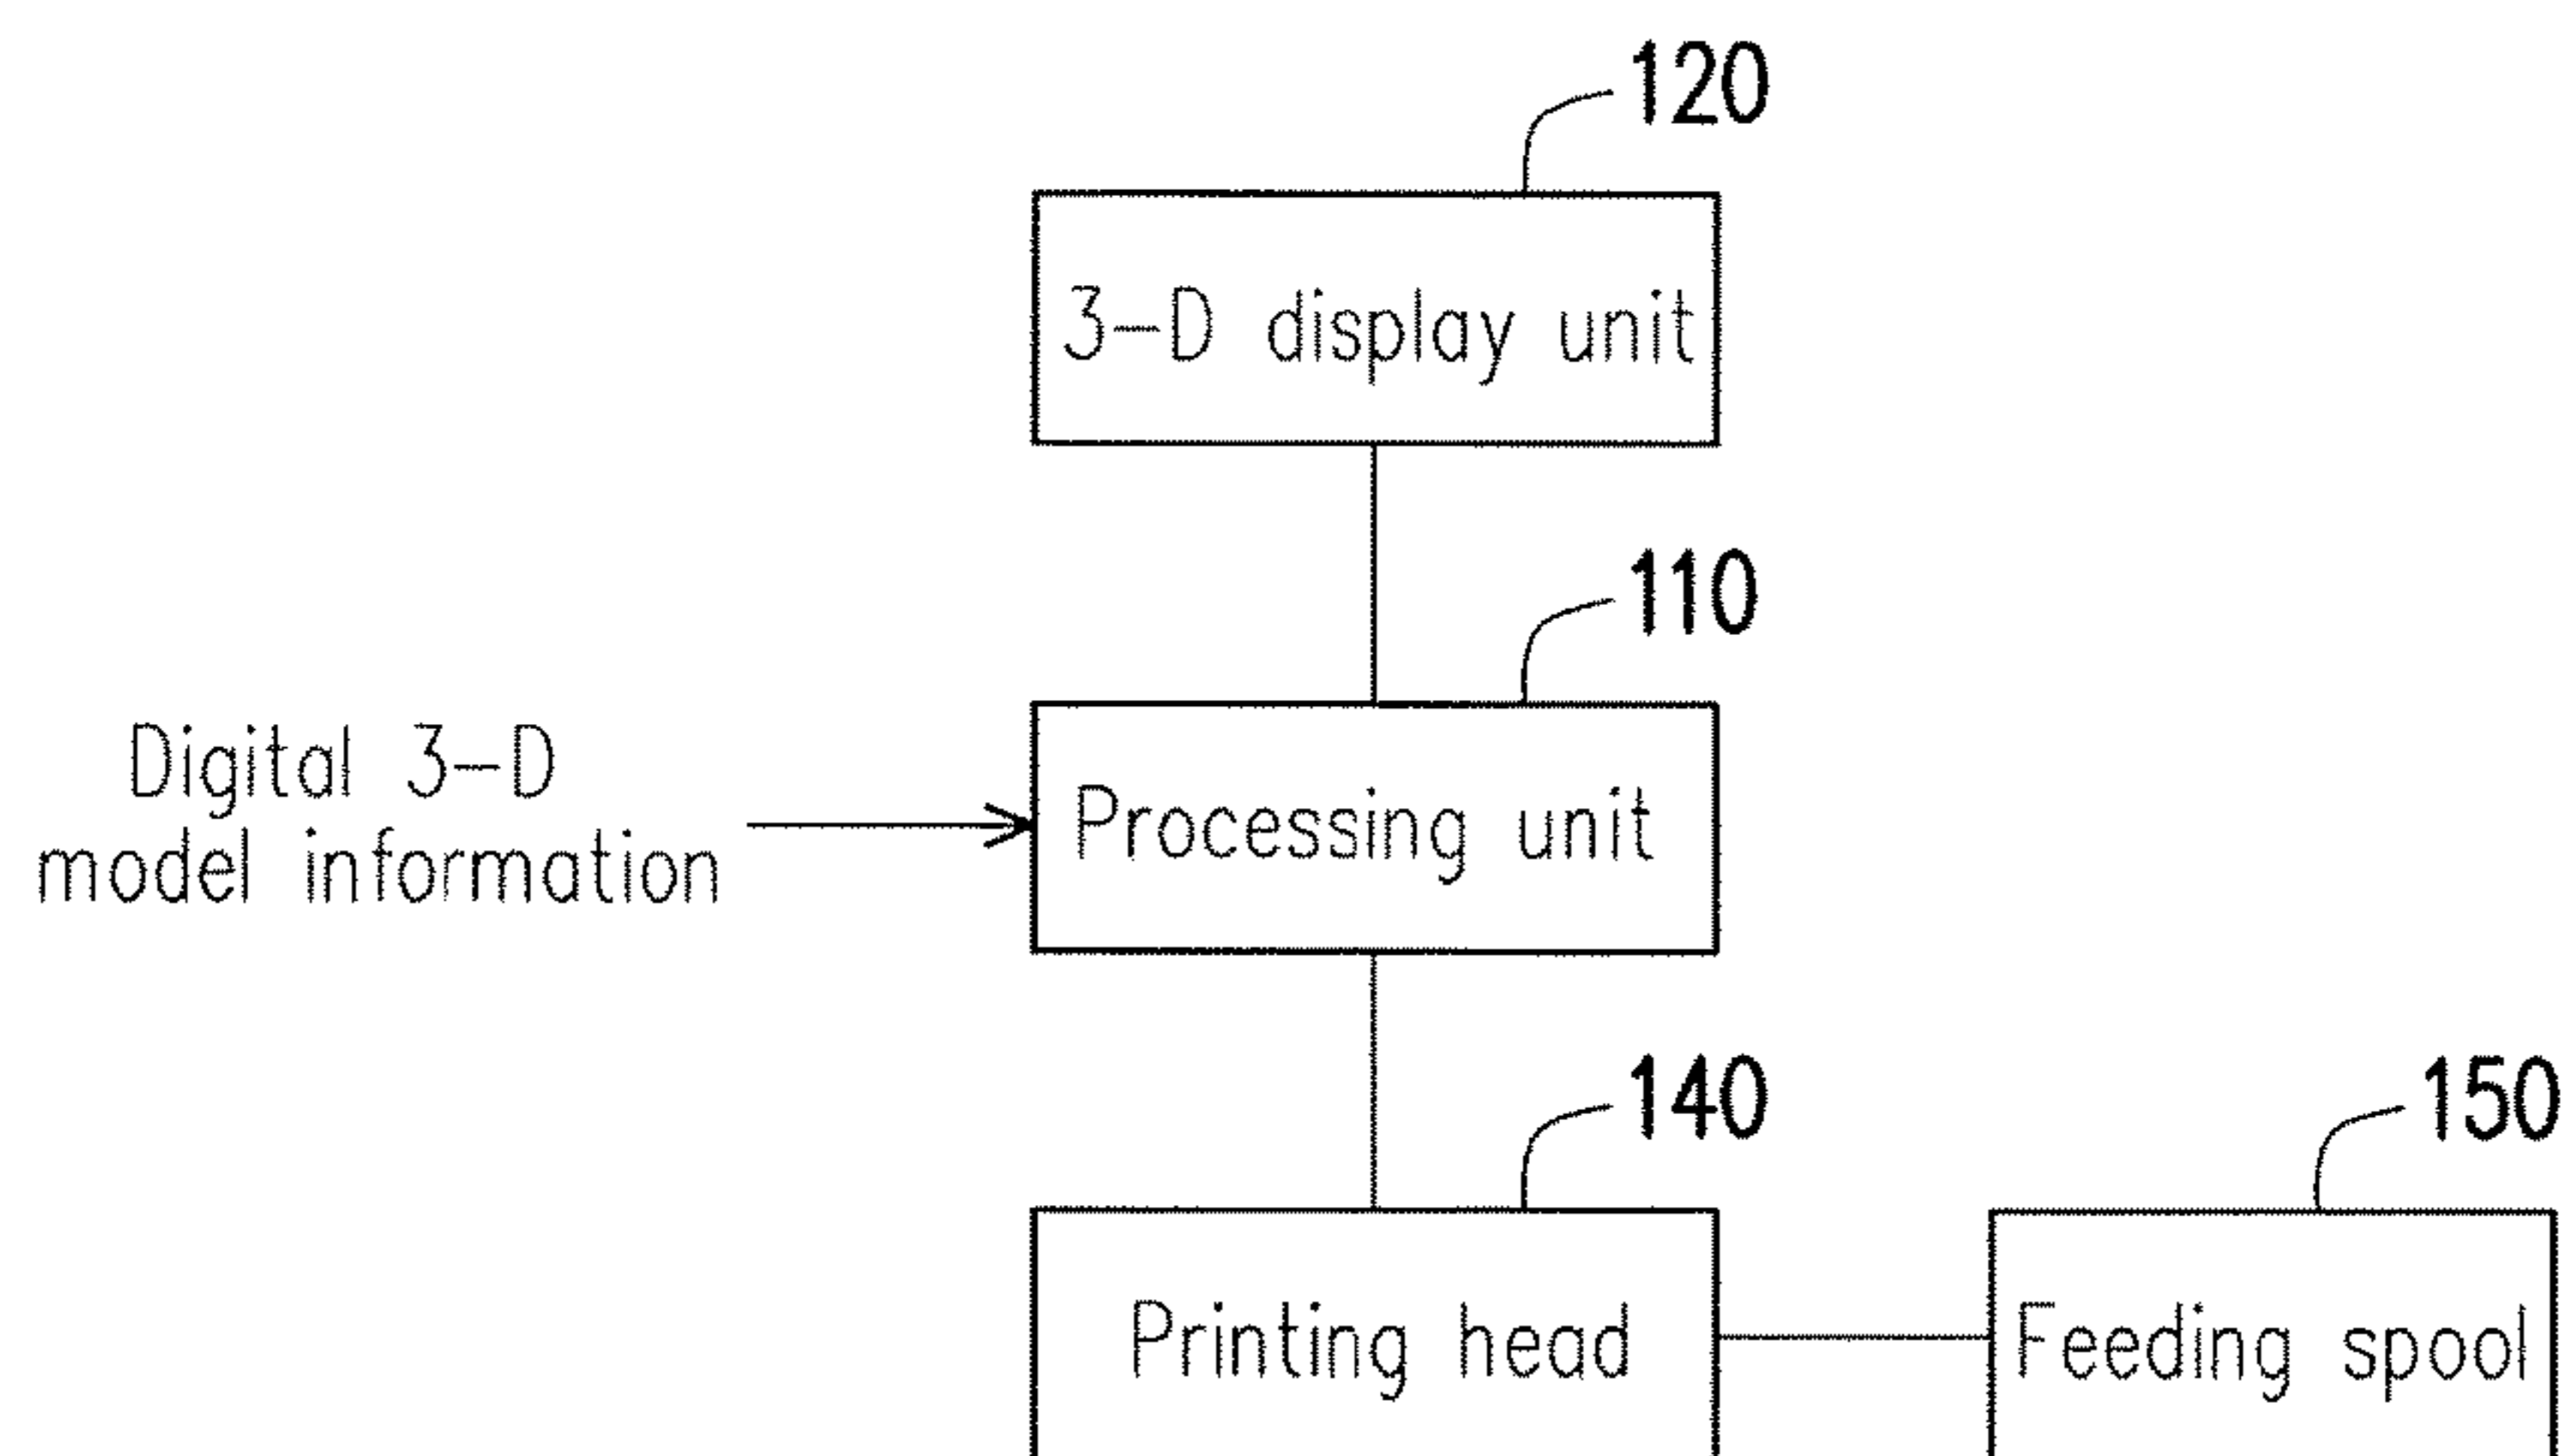 120
3-D display unit
110
Digital 3-D
model information
Processing unit
140
150
Printing head
Feeding spool